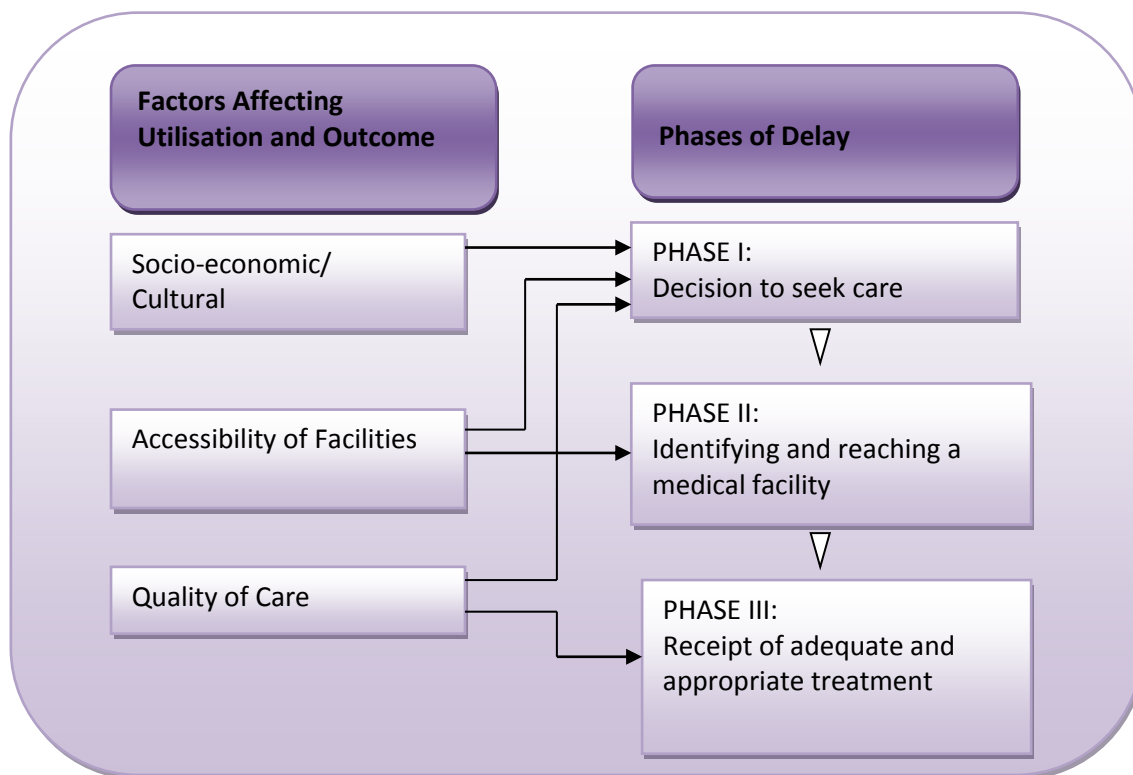 Factors Affecting
Utilisation and Outcome
Phases of Delay
Socio-economic/
Cultural
PHASE I:
Decision to seek care
Accessibility of Facilities
PHASE II:
Identifying and reaching a
medical facility
Quality of Care
PHASE III:
Receipt of adequate and
appropriate treatment